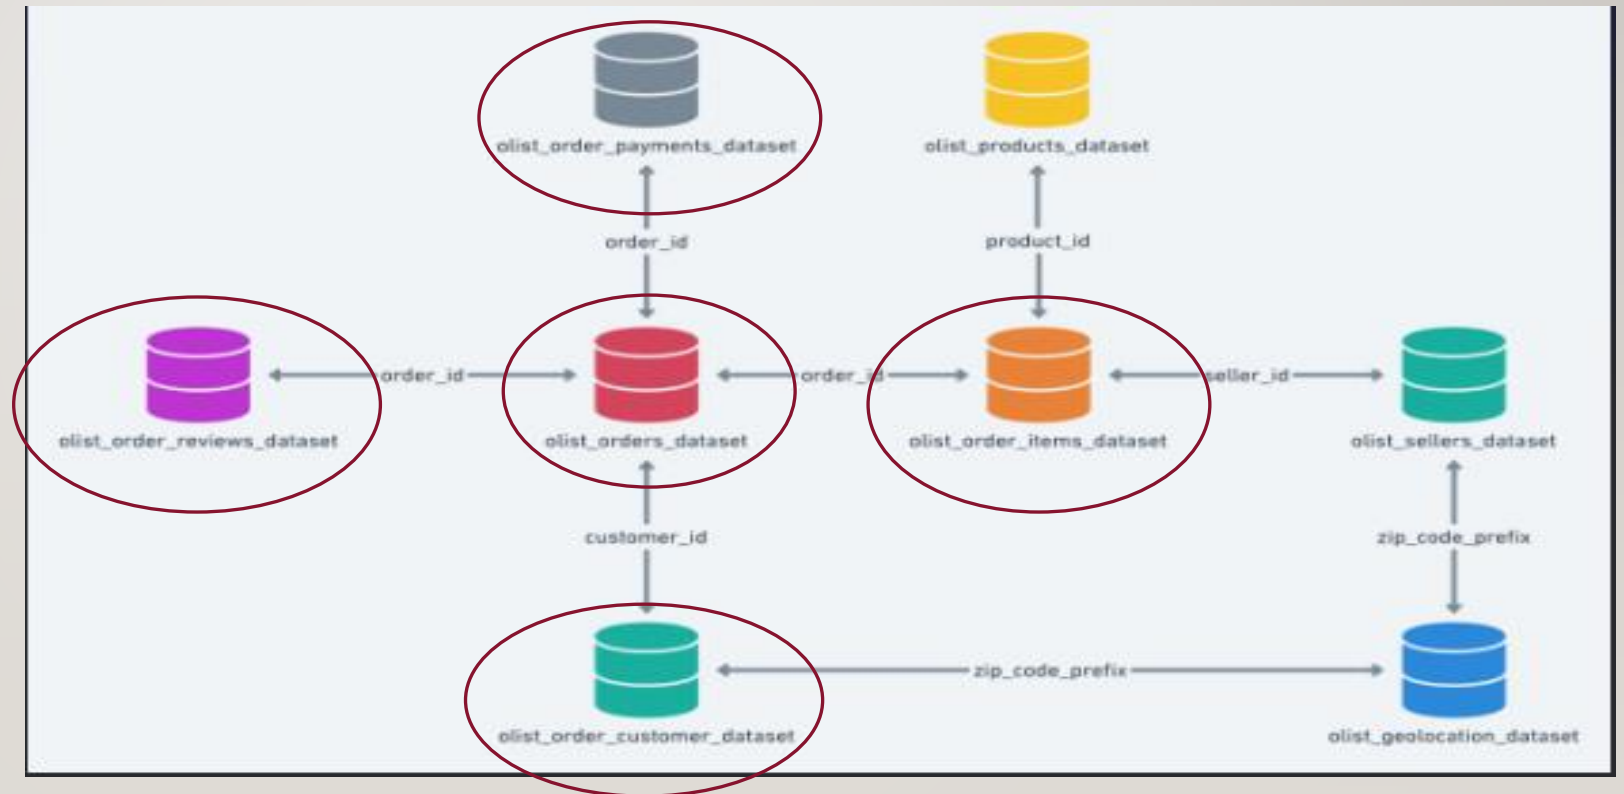 olist_order_payments_dataset
olist_products_dataset
order_id
product_id
order_id
order_id
seller_id
olist_order_reviews_dataset
olist_orders_dataset
olist_order_items_dataset
olist_sellers_dataset
customer_id
zip_code_prefix
zip_code_prefix
olist_order_customer_dataset
olist_geolocation_dataset